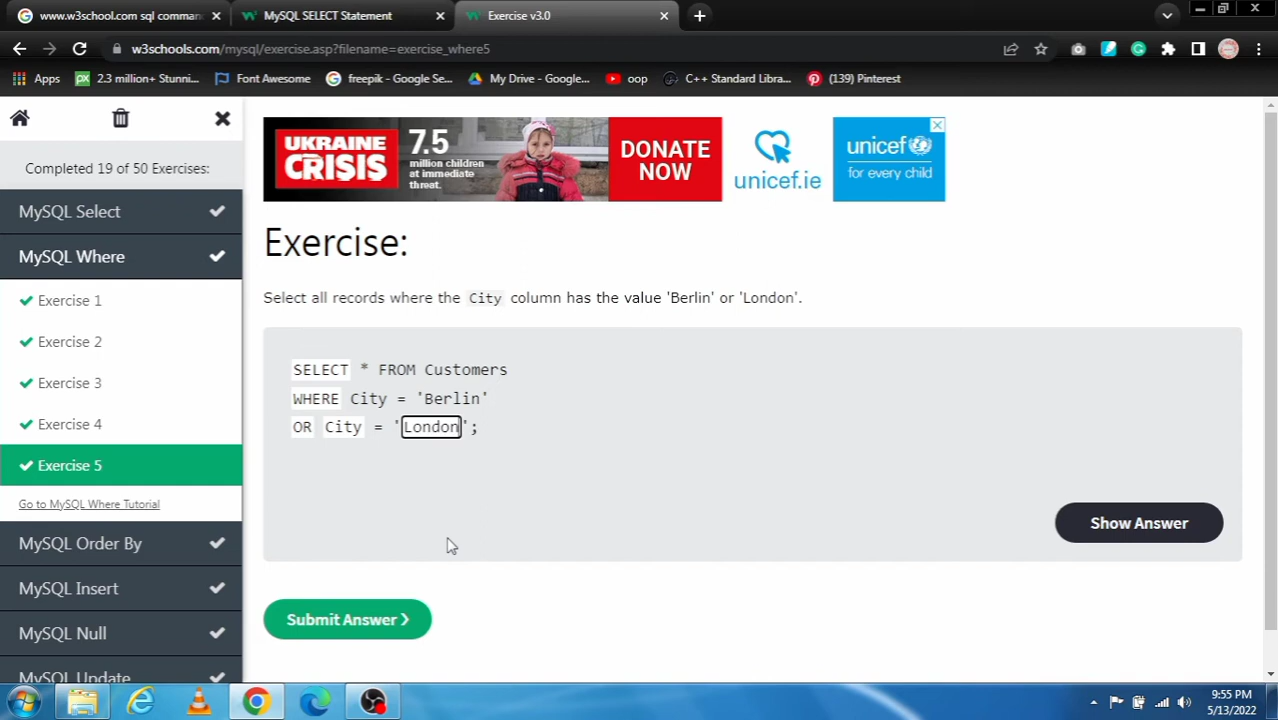 www.w3school.com sql comman
MySQL SELECT Statement
Exercise v3.0
w3schools.com/mysql/exercise.asp?filename=exercise_where5
Apps
2.3 million+ Stunni...
Font Awesome
freepik - Google Se...
My Drive - Google...
oop
C++ Standard Libra...
(139) Pinterest
Completed 19 of 50 Exercises:
MySQL Select
MySQL Where
Exercise 1
Exercise 2
Exercise 3
Exercise 4
Exercise 5
Go to MySQL Where Tutorial
MySQL Order By
MySQL Insert
MySQL Null
MySQL Update
UKRAINE
CRISIS
7.5
million children
at immediate
threat.
DONATE
NOW
unicef.ie
unicef
for every child
Exercise:
Select all records where the City column has the value 'Berlin' or 'London'.
SELECT * FROM Customers
WHERE City = 'Berlin'
OR City = 'London';
Show Answer
Submit Answer ❯
9:55 PM
5/13/2022